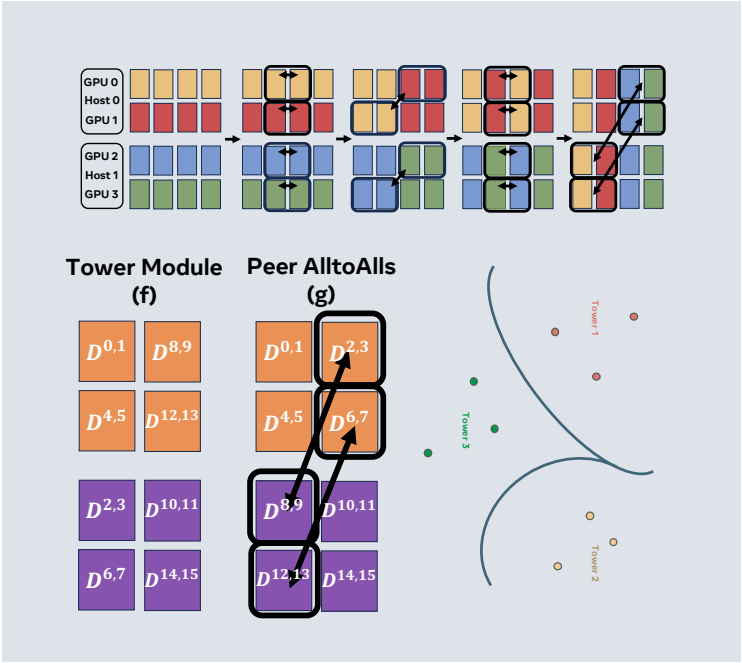 GPU 0
Host 0
GPU 1
GPU 2
Host 1
GPU 3
Tower Module
(f)
Peer AlltoAlls
(g)
D^{0,1} D^{8,9} D^{0,1} D^{2,3}
D^{4,5} D^{12,13} D^{4,5} D^{6,7}
D^{2,3} D^{10,11} D^{8,9} D^{10,11}
D^{6,7} D^{14,15} D^{12,13} D^{14,15}
Tower 1
Tower 3
Tower 2